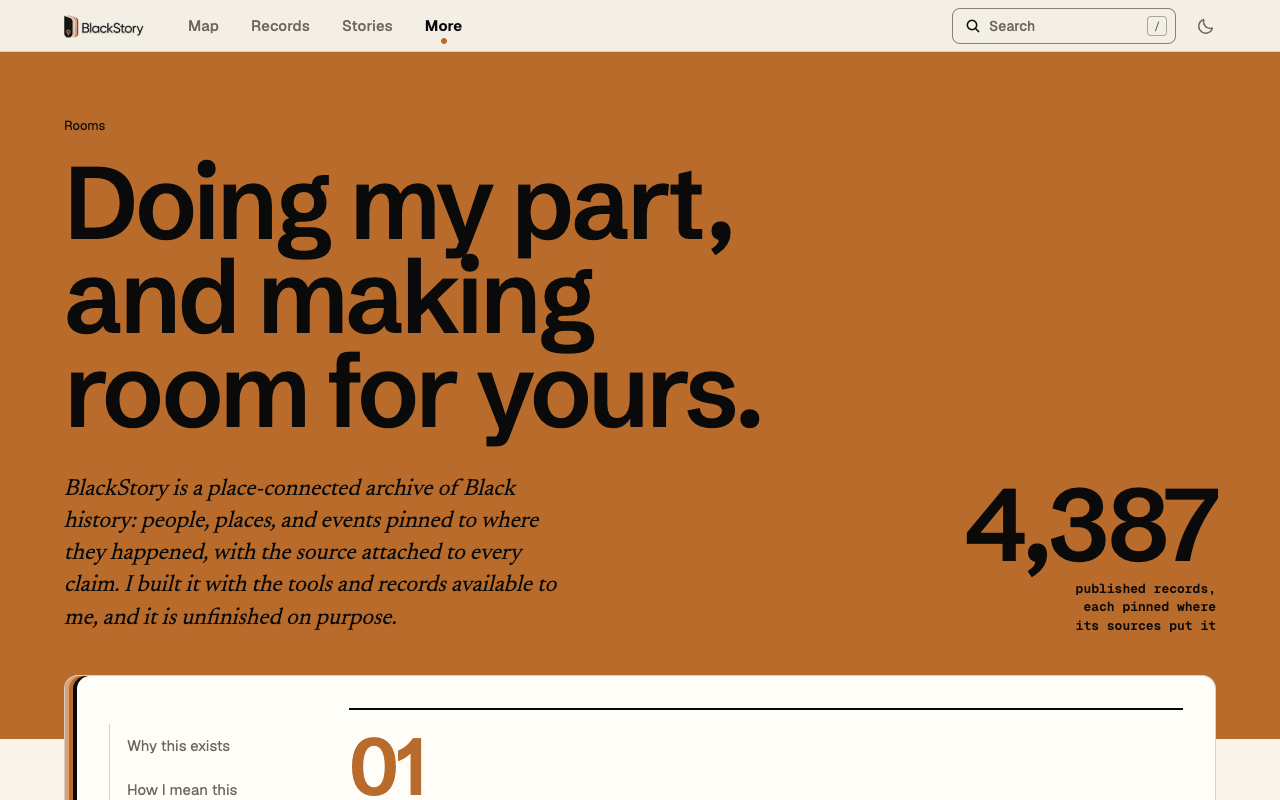 BlackStory
Map
Records
Stories
More
Search
/
Rooms
Doing my part,
and making
room for yours.
BlackStory is a place-connected archive of Black
history: people, places, and events pinned to where
they happened, with the source attached to every
claim. I built it with the tools and records available to
me, and it is unfinished on purpose.
4,387
published records,
each pinned where
its sources put it
Why this exists
How I mean this
01